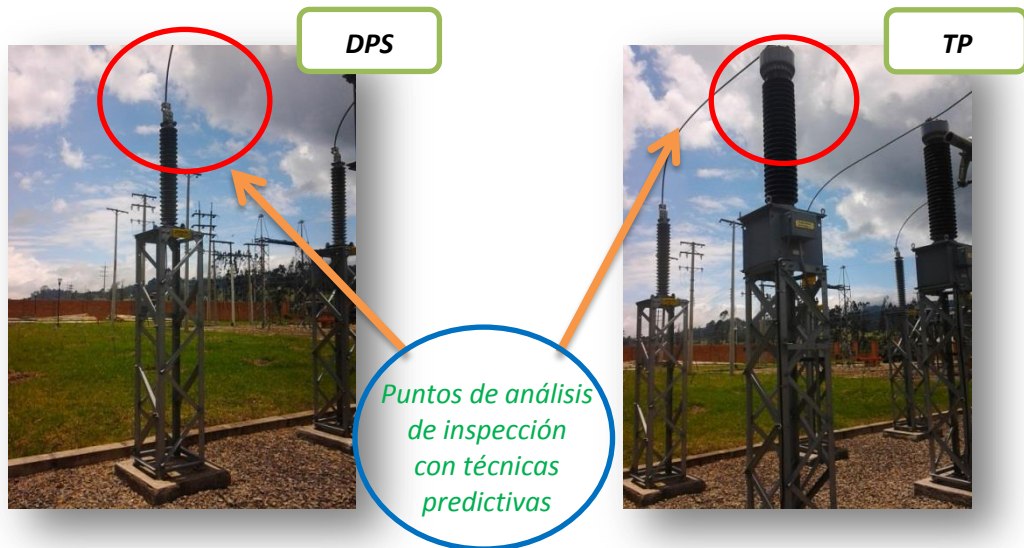 DPS
TP
Puntos de análisis
de inspección
con técnicas
predictivas